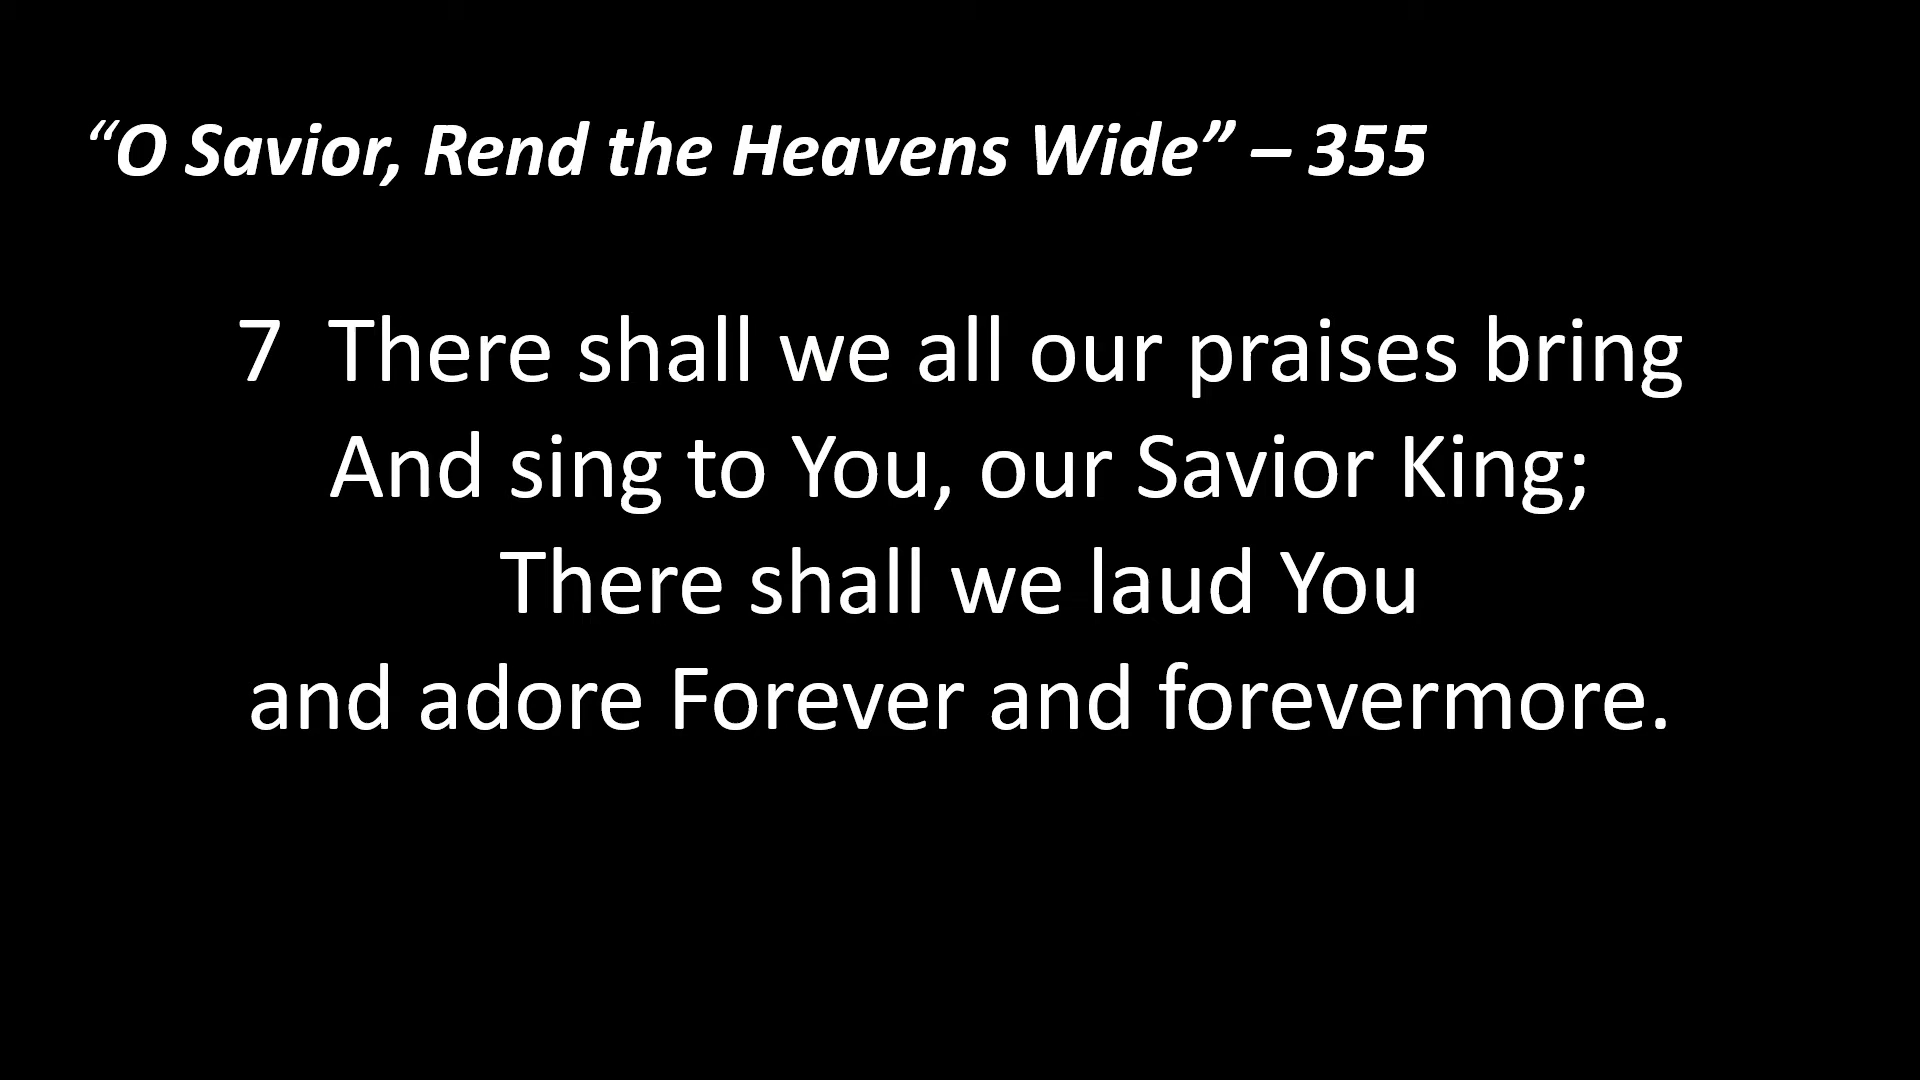 “O Savior, Rend the Heavens Wide” – 355
7  There shall we all our praises bring
And sing to You, our Savior King;
There shall we laud You
and adore Forever and forevermore.